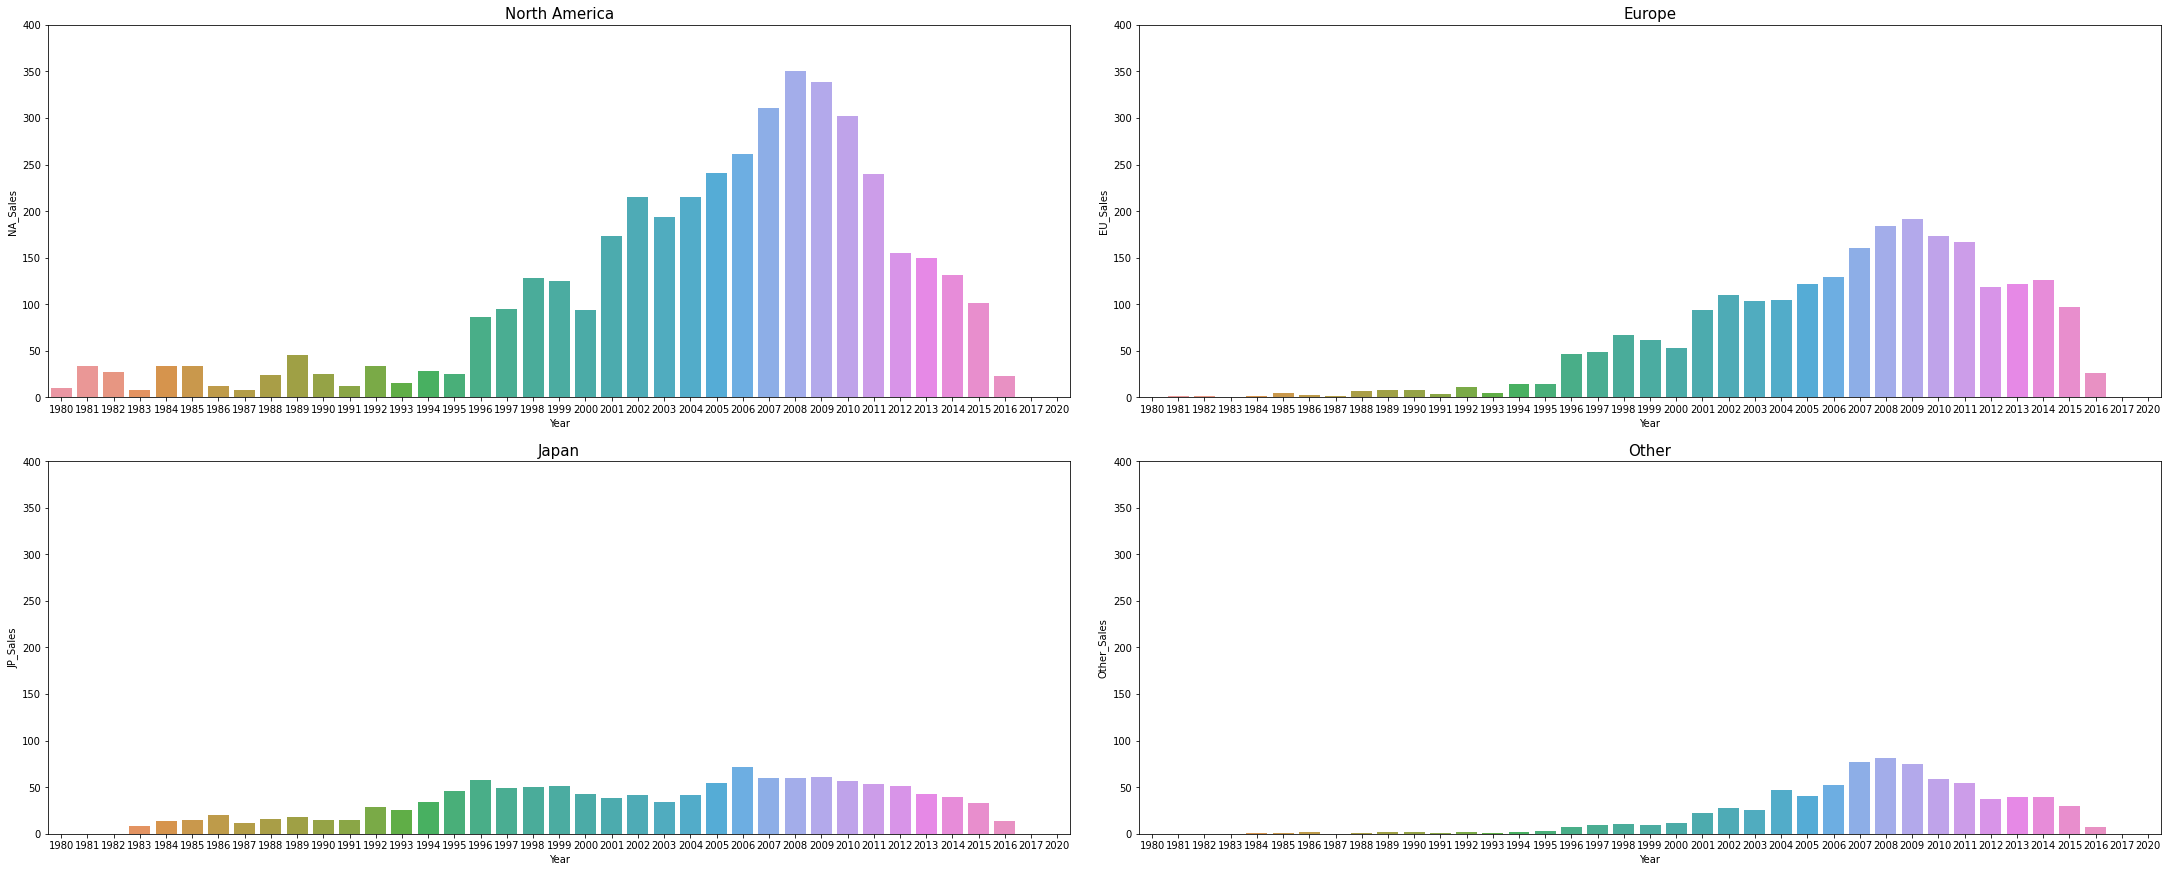 North America
400
350
300
250
200
150
100
50
0
NA_Sales
1980 1981 1982 1983 1984 1985 1986 1987 1988 1989 1990 1991 1992 1993 1994 1995 1996 1997 1998 1999 2000 2001 2002 2003 2004 2005 2006 2007 2008 2009 2010 2011 2012 2013 2014 2015 2016 2017 2020
Year
Europe
400
350
300
250
200
150
100
50
0
EU_Sales
1980 1981 1982 1983 1984 1985 1986 1987 1988 1989 1990 1991 1992 1993 1994 1995 1996 1997 1998 1999 2000 2001 2002 2003 2004 2005 2006 2007 2008 2009 2010 2011 2012 2013 2014 2015 2016 2017 2020
Year
Japan
400
350
300
250
200
150
100
50
0
JP_Sales
1980 1981 1982 1983 1984 1985 1986 1987 1988 1989 1990 1991 1992 1993 1994 1995 1996 1997 1998 1999 2000 2001 2002 2003 2004 2005 2006 2007 2008 2009 2010 2011 2012 2013 2014 2015 2016 2017 2020
Year
Other
400
350
300
250
200
150
100
50
0
Other_Sales
1980 1981 1982 1983 1984 1985 1986 1987 1988 1989 1990 1991 1992 1993 1994 1995 1996 1997 1998 1999 2000 2001 2002 2003 2004 2005 2006 2007 2008 2009 2010 2011 2012 2013 2014 2015 2016 2017 2020
Year